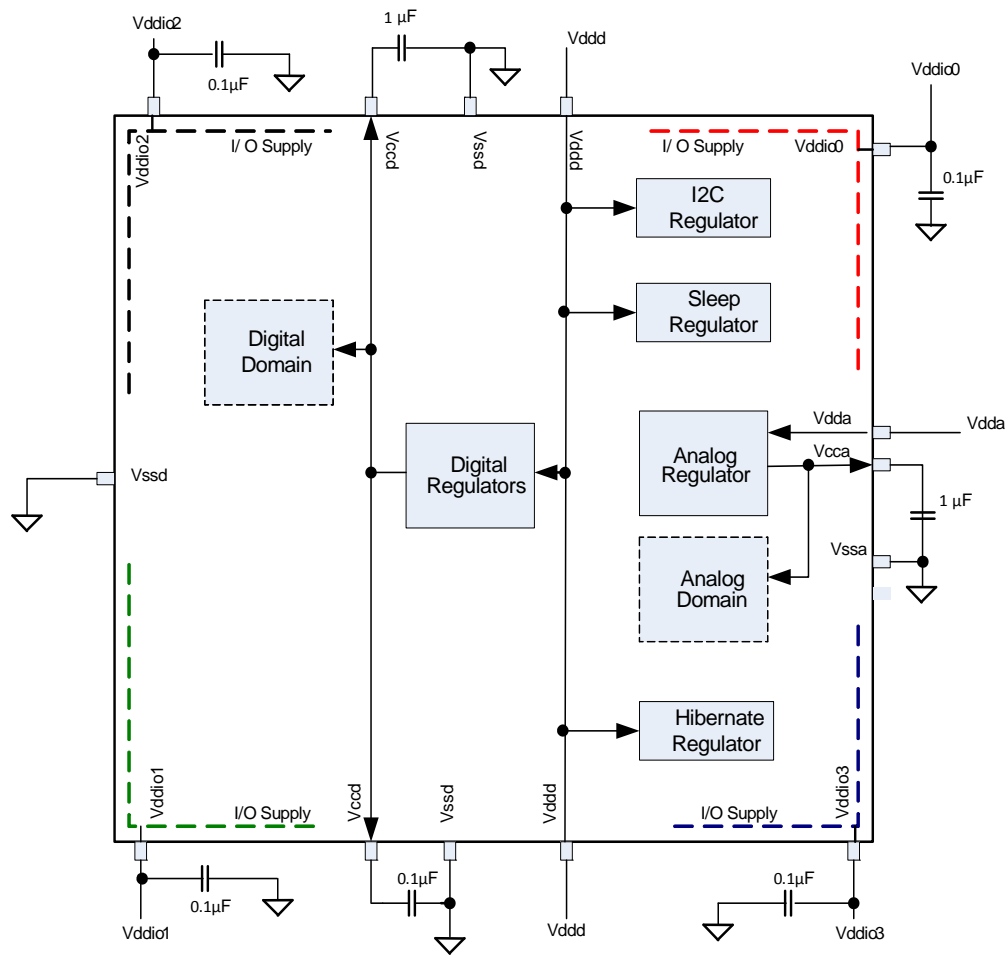 Vddio2
1 µF
0.1µF
Vddd
Vddio0
0.1µF
Vddio2
I/ O Supply
Vccd
Vssd
Vddd
I/ O Supply
Vddio0
I2C
Regulator
Sleep
Regulator
Digital
Domain
Vdda
Vdda
Analog
Regulator
Vcca
Digital
Regulators
Vssd
1 µF
Vssa
Analog
Domain
Hibernate
Regulator
Vddio1
I/O Supply
Vccd
Vssd
Vddd
I/O Supply
Vddio3
0.1µF
0.1µF
0.1µF
Vddio1
Vddd
Vddio3